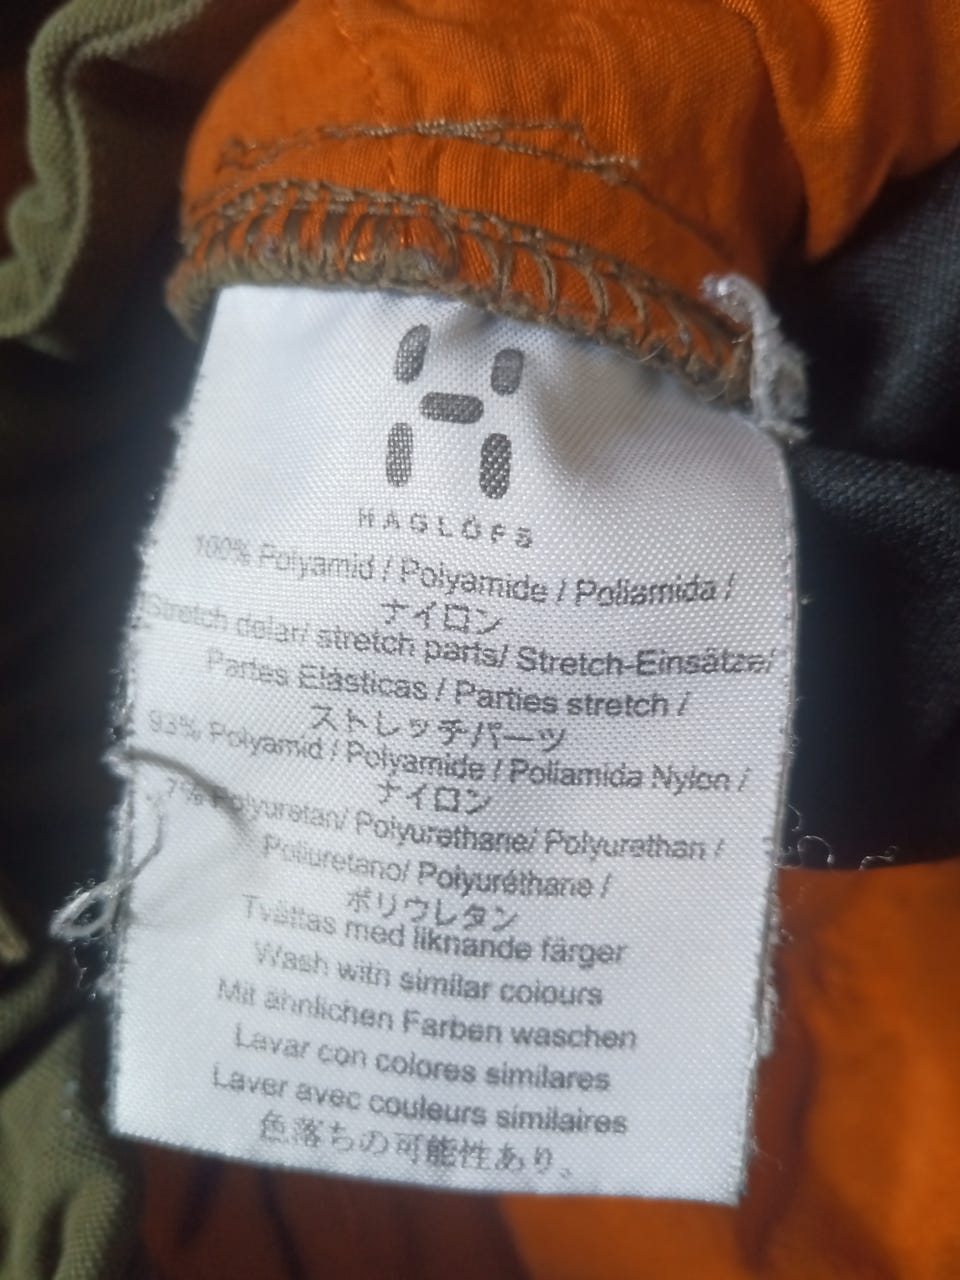 HAGLÖFS
100% Polyamid / Polyamide / Poliamida /
ナイロン
Stretch delar/ stretch parts/ Stretch-Einsätze/
Partes Elásticas / Parties stretch /
ストレッチパーツ
93% Polyamid / Polyamide / Poliamida Nylon /
ナイロン
7% Polyuretan/ Polyurethane/ Polyurethan /
Poliuretano/ Polyuréthane /
ポリウレタン
Tvättas med liknande färger
Wash with similar colours
Mit ähnlichen Farben waschen
Lavar con colores similares
Laver avec couleurs similaires
色落ちの可能性あり。